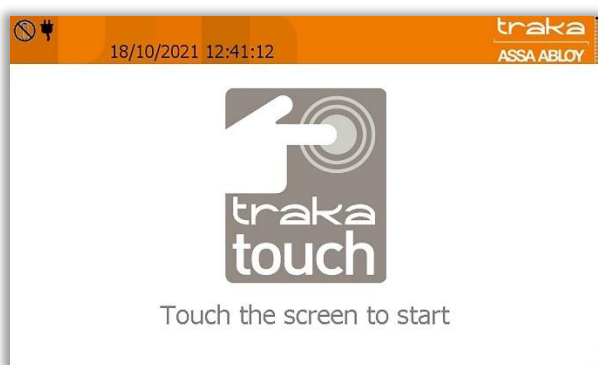 18/10/2021 12:41:12
traka
ASSA ABLOY
traka
touch
Touch the screen to start